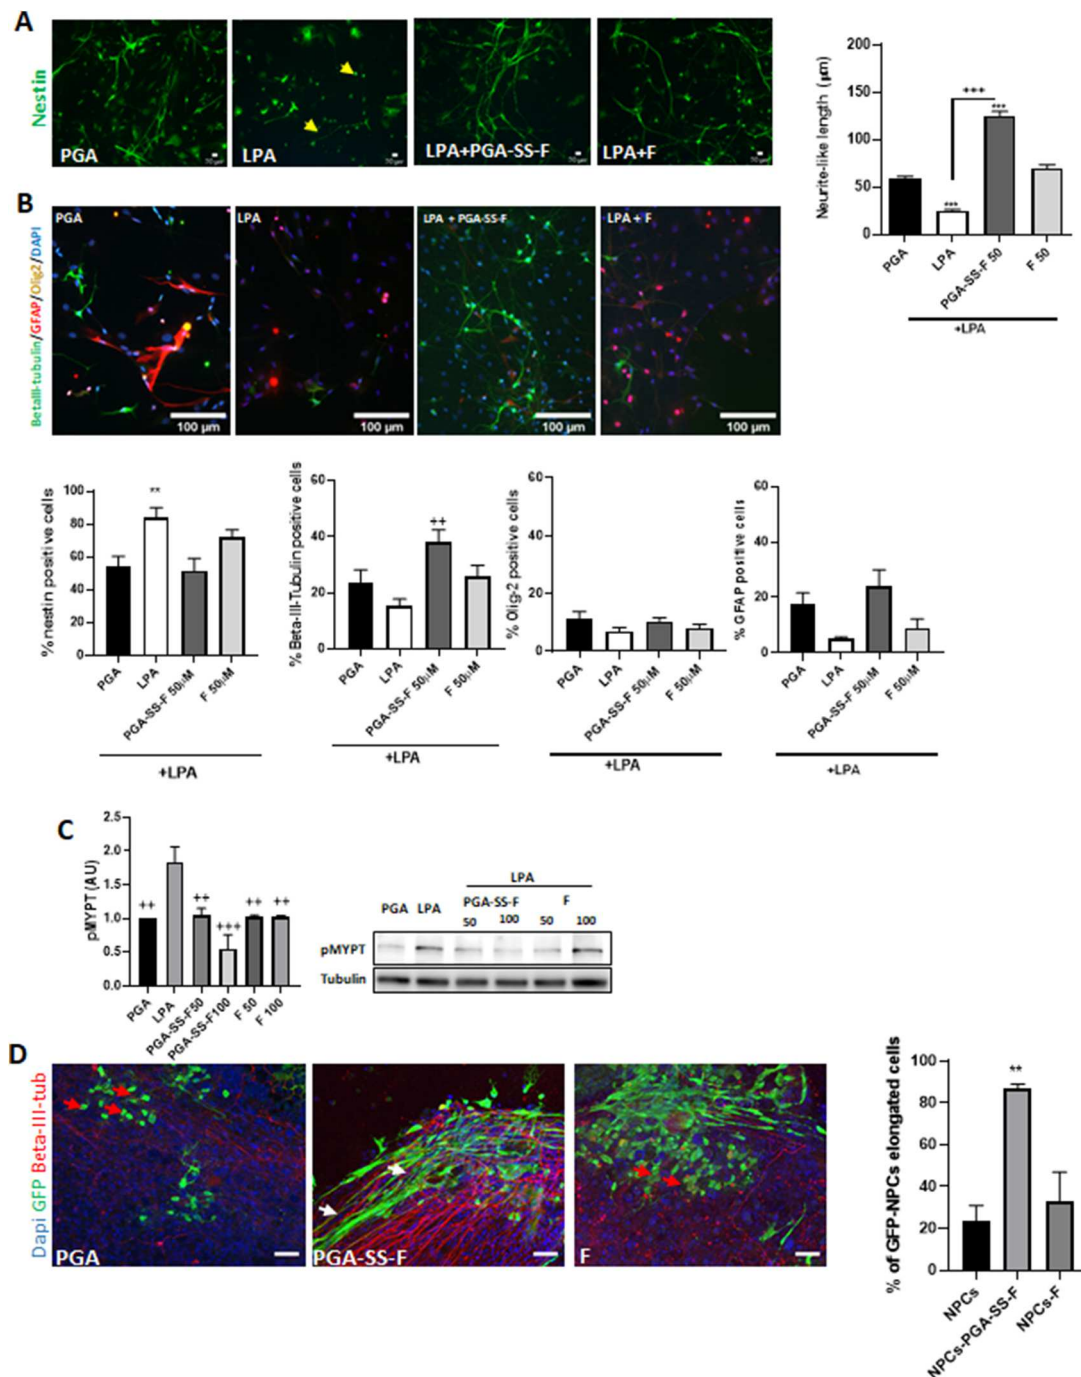 A
Nestin
PGA
LPA
LPA+PGA-SS-F
LPA+F
Neurite-like length (μm)
200
150
100
50
0
+++
***
***
PGA
LPA
PGA-SS-F 50
F 50
+LPA
B
BetaIII-tubulin/GFAP/Olig2/DAPI
PGA
LPA
LPA + PGA-SS-F
LPA + F
100 μm
100 μm
100 μm
100 μm
% nestin positive cells
100
80
60
40
20
0
**
PGA
LPA
PGA-SS-F 50μM
F 50μM
+LPA
% Beta-III-Tubulin positive cells
60
40
20
0
++
PGA
LPA
PGA-SS-F 50μM
F 50μM
+LPA
% Olig-2 positive cells
60
40
20
0
PGA
LPA
PGA-SS-F 50μM
F 50μM
+LPA
% GFAP positive cells
60
40
20
0
PGA
LPA
PGA-SS-F 50μM
F 50μM
+LPA
C
pMYPT (AU)
2.5
2.0
1.5
1.0
0.5
0.0
++
++
+++
++
++
PGA
LPA
PGA-SS-F50
PGA-SS-F100
F 50
F 100
LPA
PGA LPA PGA-SS-F F
50 100 50 100
pMYPT
Tubulin
D
Dapi GFP Beta-III-tub
PGA
PGA-SS-F
F
% of GFP-NPCs elongated cells
100
80
60
40
20
0
**
NPCs
NPCs-PGA-SS-F
NPCs-F